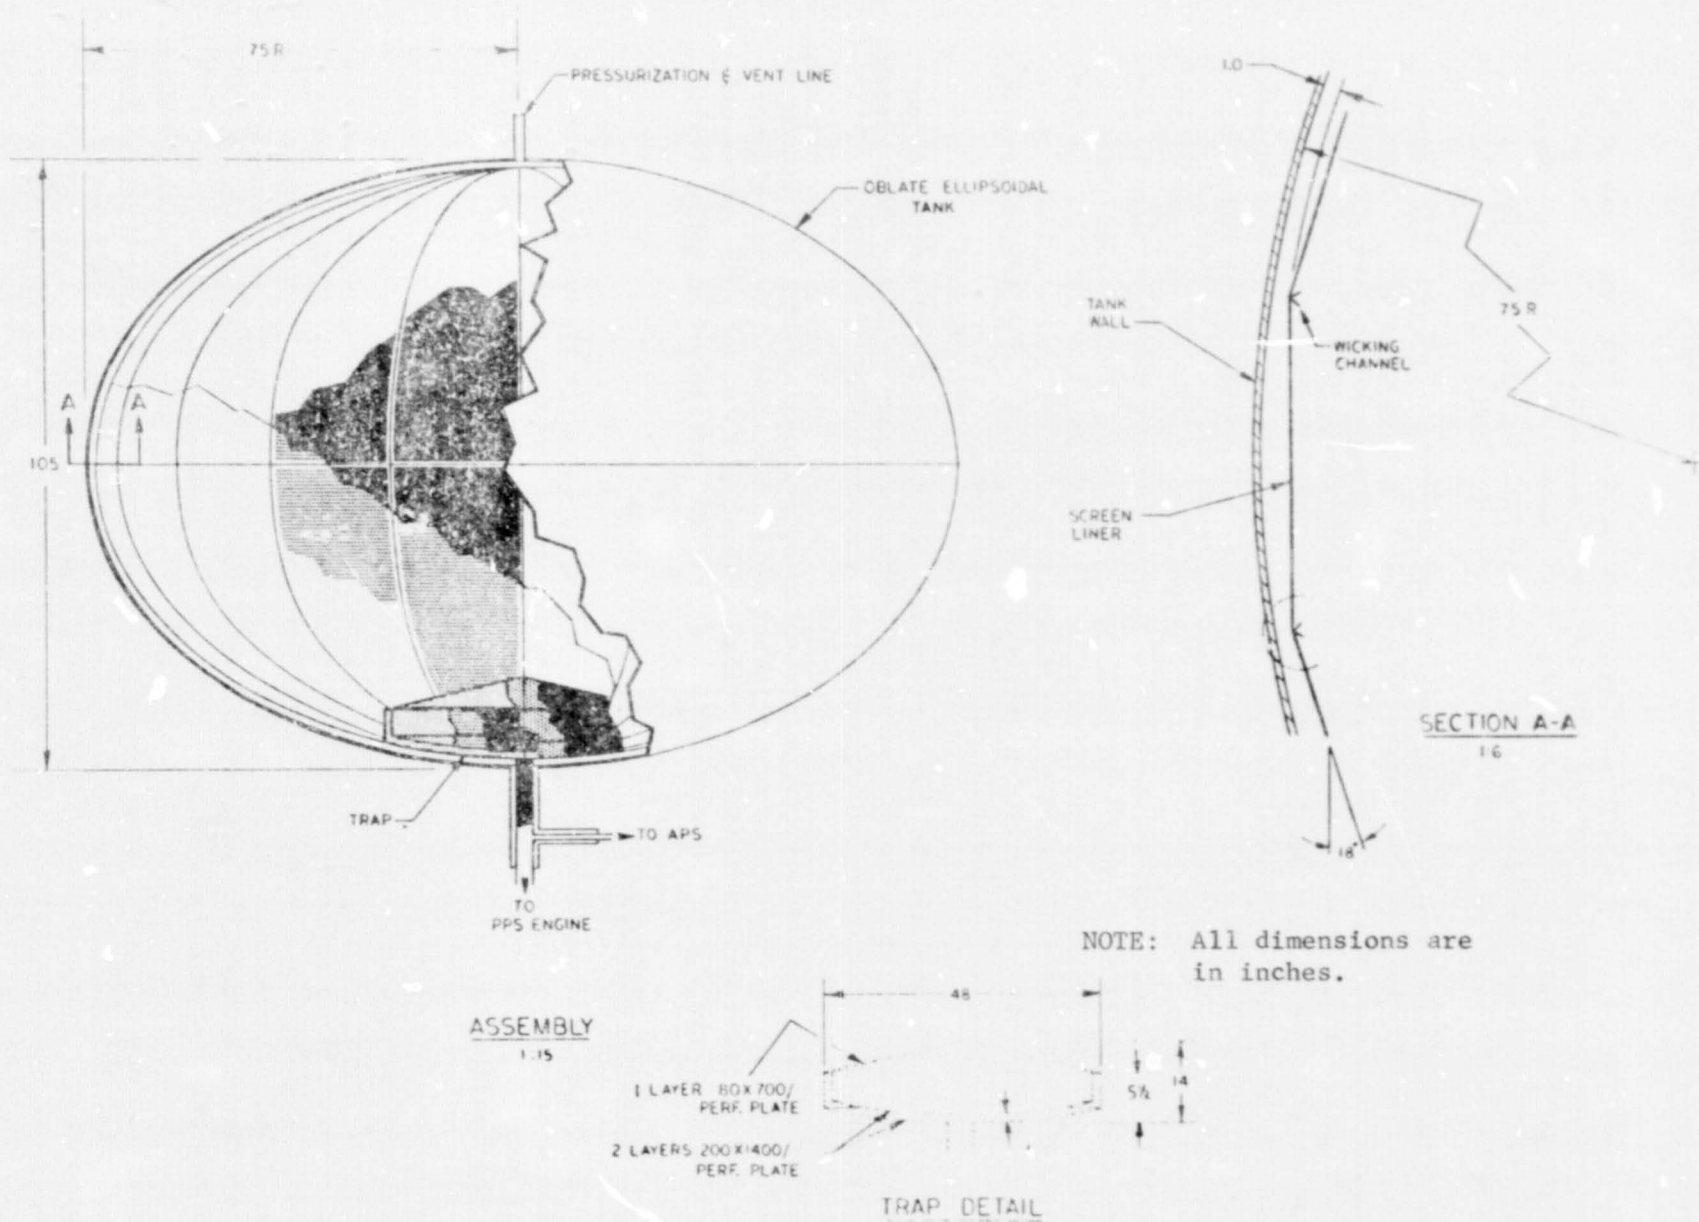 75 R
PRESSURIZATION & VENT LINE
OBLATE ELLIPSOIDAL
TANK
A A
105
TRAP
TO APS
TO
PPS ENGINE
ASSEMBLY
1:15
1.0
TANK
WALL
WICKING
CHANNEL
75 R
SCREEN
LINER
SECTION A-A
1:6
18°
NOTE: All dimensions are
in inches.
48
1 LAYER 80X700/
PERF. PLATE
5½
14
2 LAYERS 200X1400/
PERF. PLATE
TRAP DETAIL